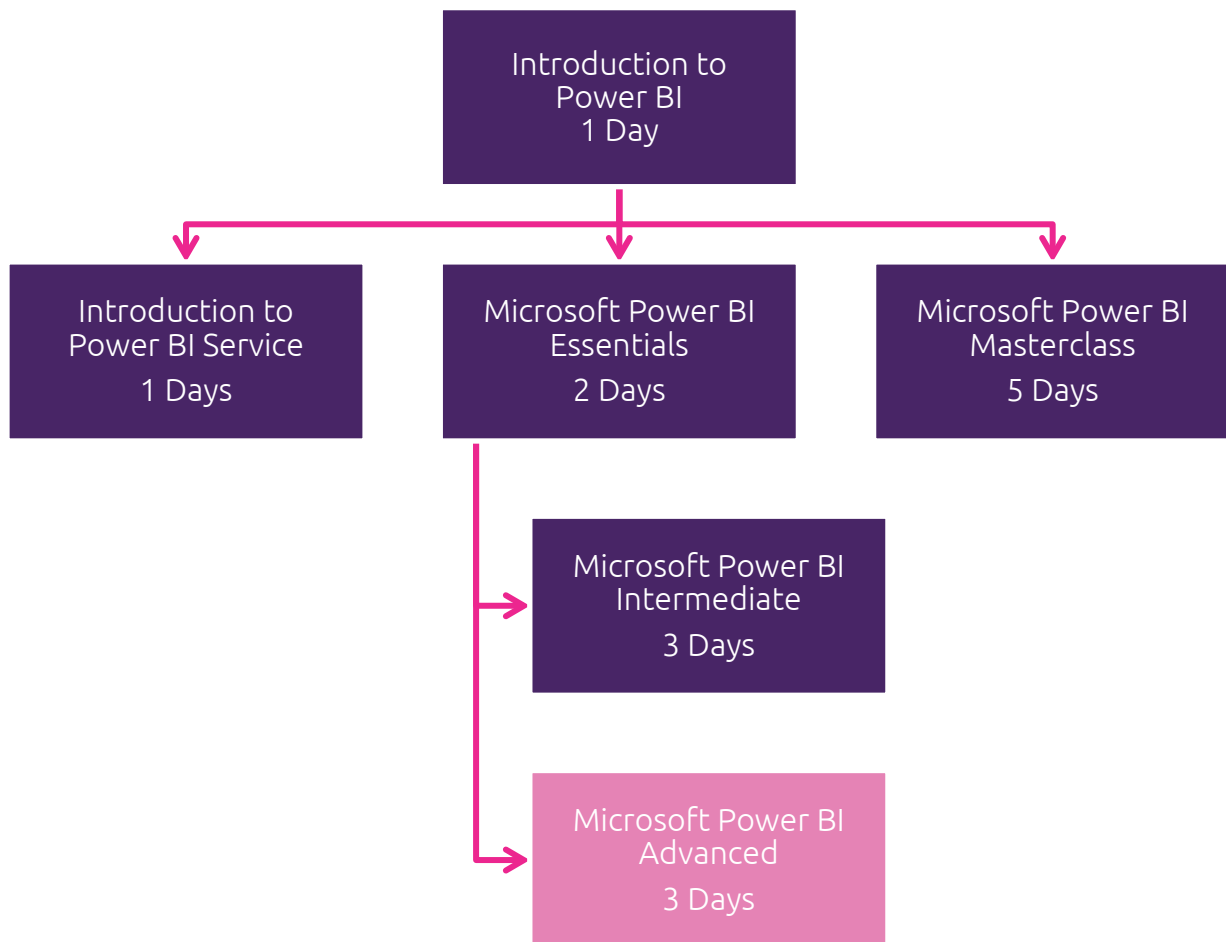 Introduction to
Power BI
1 Day
Introduction to
Power BI Service
1 Days
Microsoft Power BI
Essentials
2 Days
Microsoft Power BI
Masterclass
5 Days
Microsoft Power BI
Intermediate
3 Days
Microsoft Power BI
Advanced
3 Days